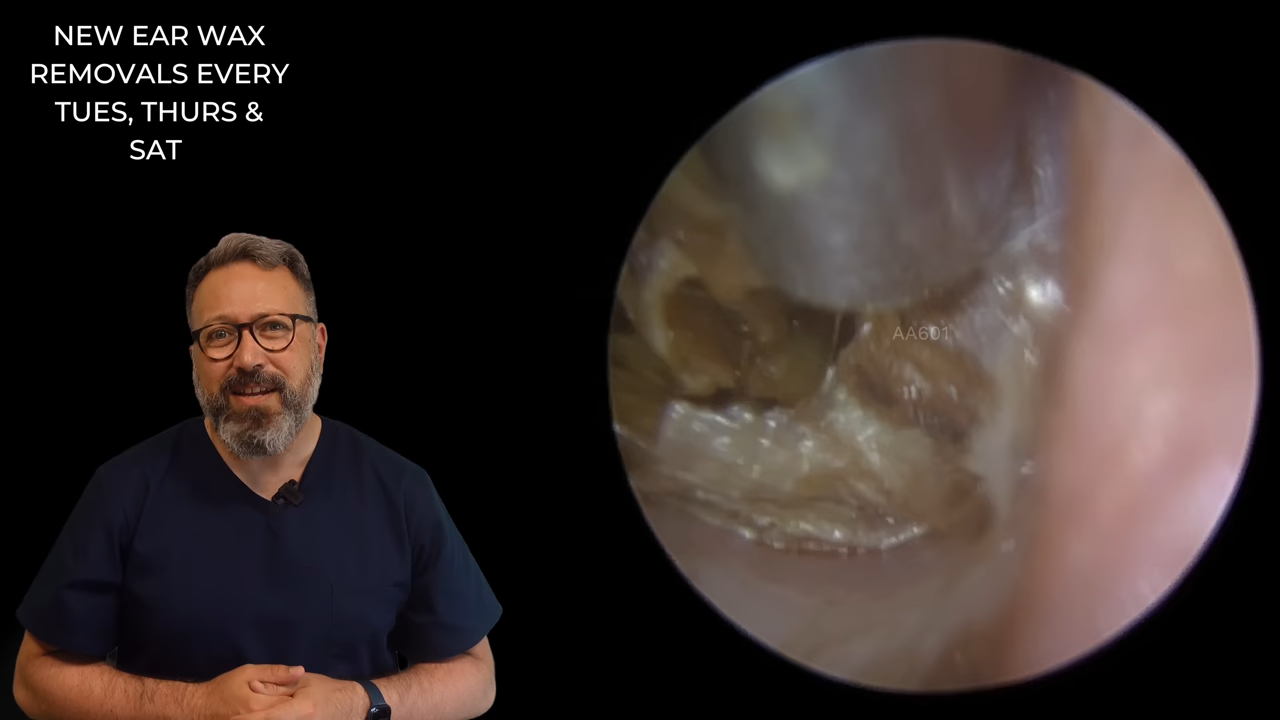 NEW EAR WAX
REMOVALS EVERY
TUES, THURS &
SAT
AA601